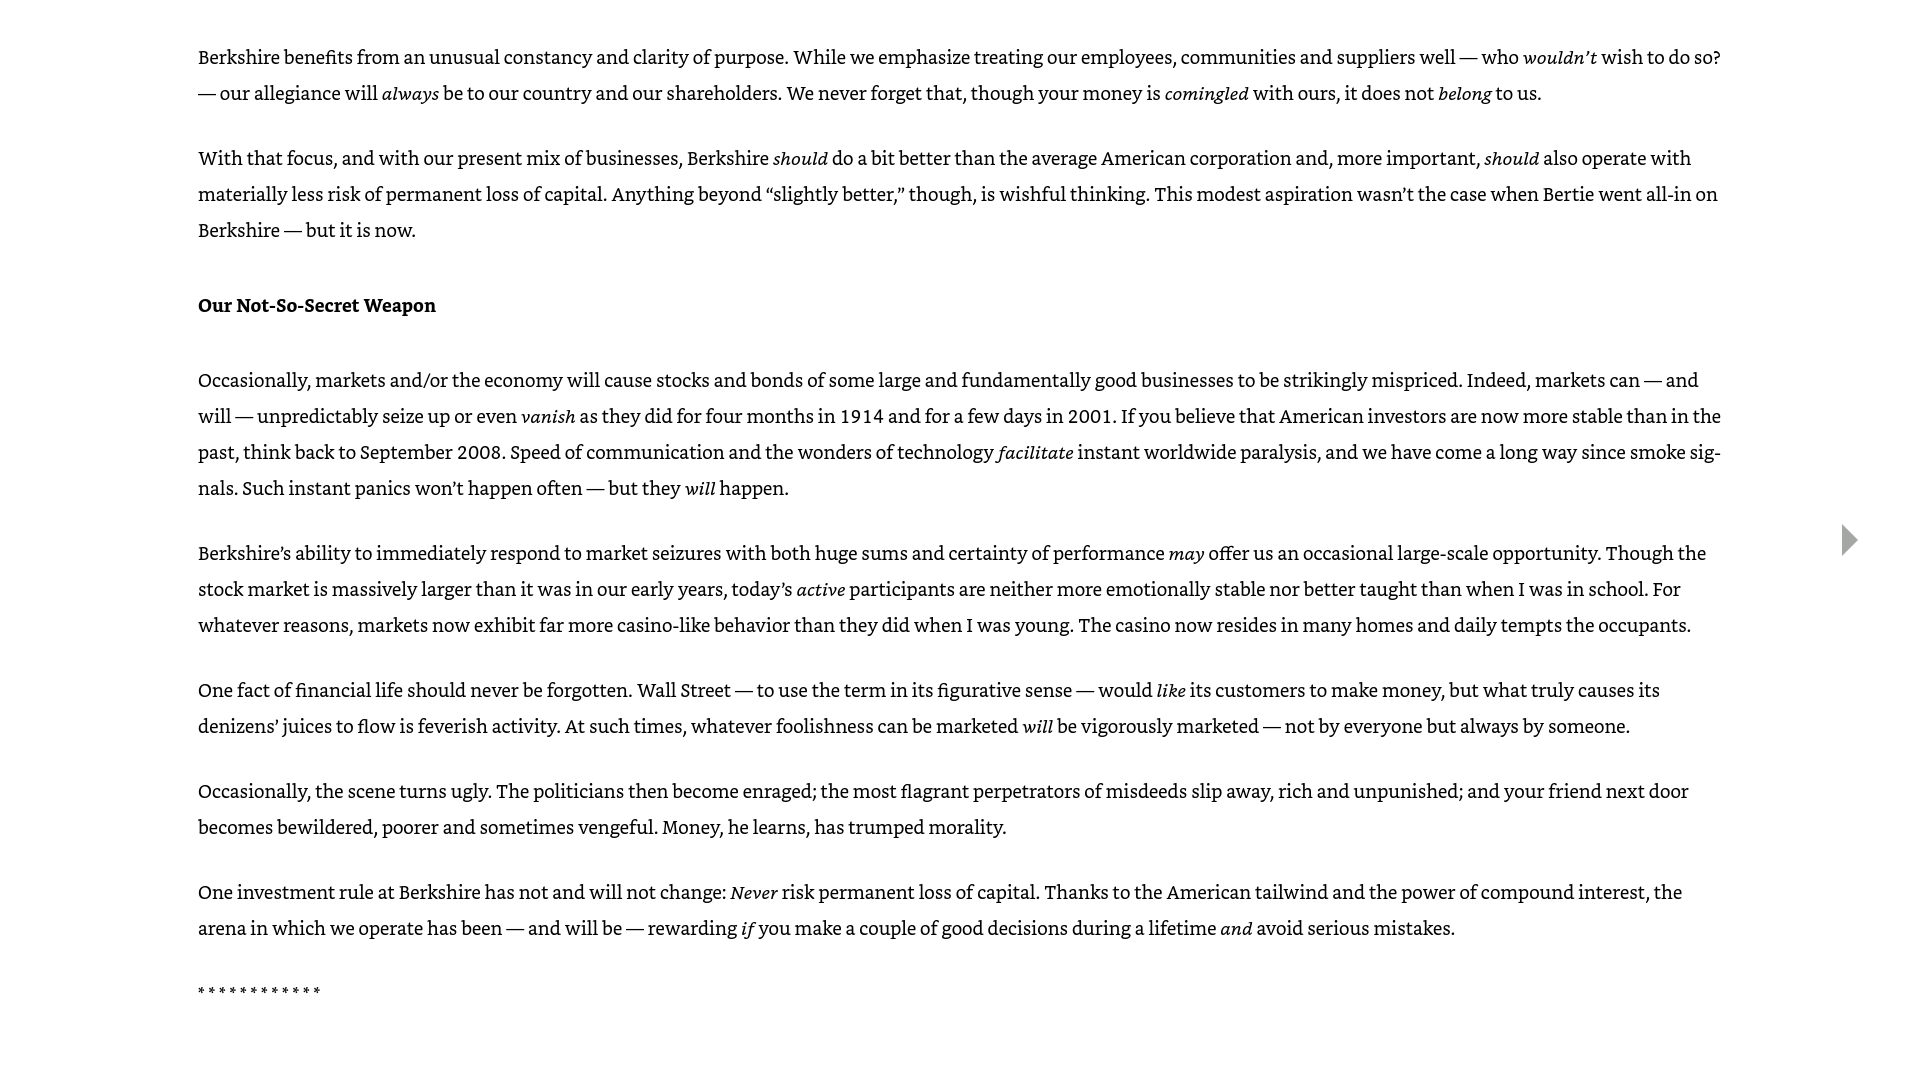 Berkshire benefits from an unusual constancy and clarity of purpose. While we emphasize treating our employees, communities and suppliers well — who wouldn’t wish to do so?
— our allegiance will always be to our country and our shareholders. We never forget that, though your money is comingled with ours, it does not belong to us.
With that focus, and with our present mix of businesses, Berkshire should do a bit better than the average American corporation and, more important, should also operate with
materially less risk of permanent loss of capital. Anything beyond “slightly better,” though, is wishful thinking. This modest aspiration wasn’t the case when Bertie went all-in on
Berkshire — but it is now.
Our Not-So-Secret Weapon
Occasionally, markets and/or the economy will cause stocks and bonds of some large and fundamentally good businesses to be strikingly mispriced. Indeed, markets can — and
will — unpredictably seize up or even vanish as they did for four months in 1914 and for a few days in 2001. If you believe that American investors are now more stable than in the
past, think back to September 2008. Speed of communication and the wonders of technology facilitate instant worldwide paralysis, and we have come a long way since smoke sig-
nals. Such instant panics won’t happen often — but they will happen.
Berkshire’s ability to immediately respond to market seizures with both huge sums and certainty of performance may offer us an occasional large-scale opportunity. Though the
stock market is massively larger than it was in our early years, today’s active participants are neither more emotionally stable nor better taught than when I was in school. For
whatever reasons, markets now exhibit far more casino-like behavior than they did when I was young. The casino now resides in many homes and daily tempts the occupants.
One fact of financial life should never be forgotten. Wall Street — to use the term in its figurative sense — would like its customers to make money, but what truly causes its
denizens’ juices to flow is feverish activity. At such times, whatever foolishness can be marketed will be vigorously marketed — not by everyone but always by someone.
Occasionally, the scene turns ugly. The politicians then become enraged; the most flagrant perpetrators of misdeeds slip away, rich and unpunished; and your friend next door
becomes bewildered, poorer and sometimes vengeful. Money, he learns, has trumped morality.
One investment rule at Berkshire has not and will not change: Never risk permanent loss of capital. Thanks to the American tailwind and the power of compound interest, the
arena in which we operate has been — and will be — rewarding if you make a couple of good decisions during a lifetime and avoid serious mistakes.
* * * * * * * * * * * *